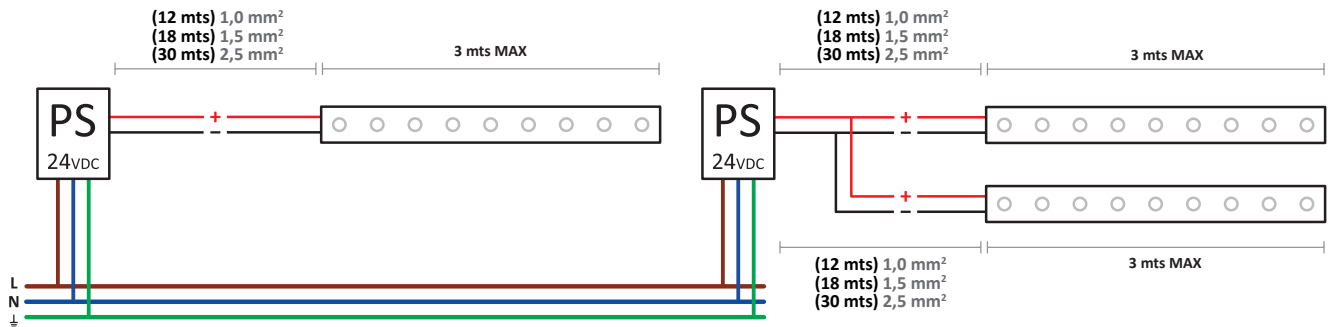 (12 mts) 1,0 mm²
(18 mts) 1,5 mm²
(30 mts) 2,5 mm²
3 mts MAX
PS
24VDC
+
-
(12 mts) 1,0 mm²
(18 mts) 1,5 mm²
(30 mts) 2,5 mm²
3 mts MAX
PS
24VDC
+
-
+
-
(12 mts) 1,0 mm²
(18 mts) 1,5 mm²
(30 mts) 2,5 mm²
3 mts MAX
L
N
⏚